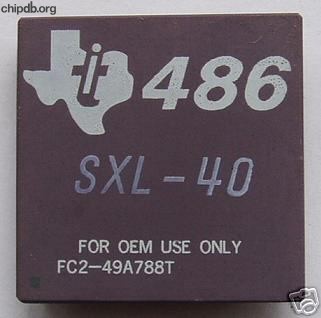 chipdb.org
ti 486
SXL-40
FOR OEM USE ONLY
FC2-49A788T